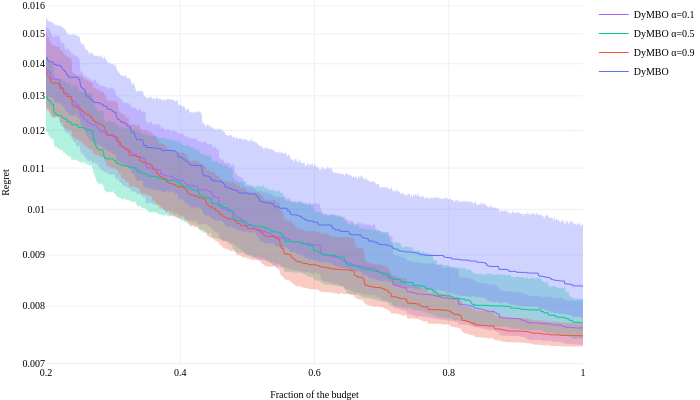 0.016
0.015
0.014
0.013
0.012
0.011
0.01
0.009
0.008
0.007
Regret
0.2
0.4
0.6
0.8
1
Fraction of the budget
DyMBO α=0.1
DyMBO α=0.5
DyMBO α=0.9
DyMBO